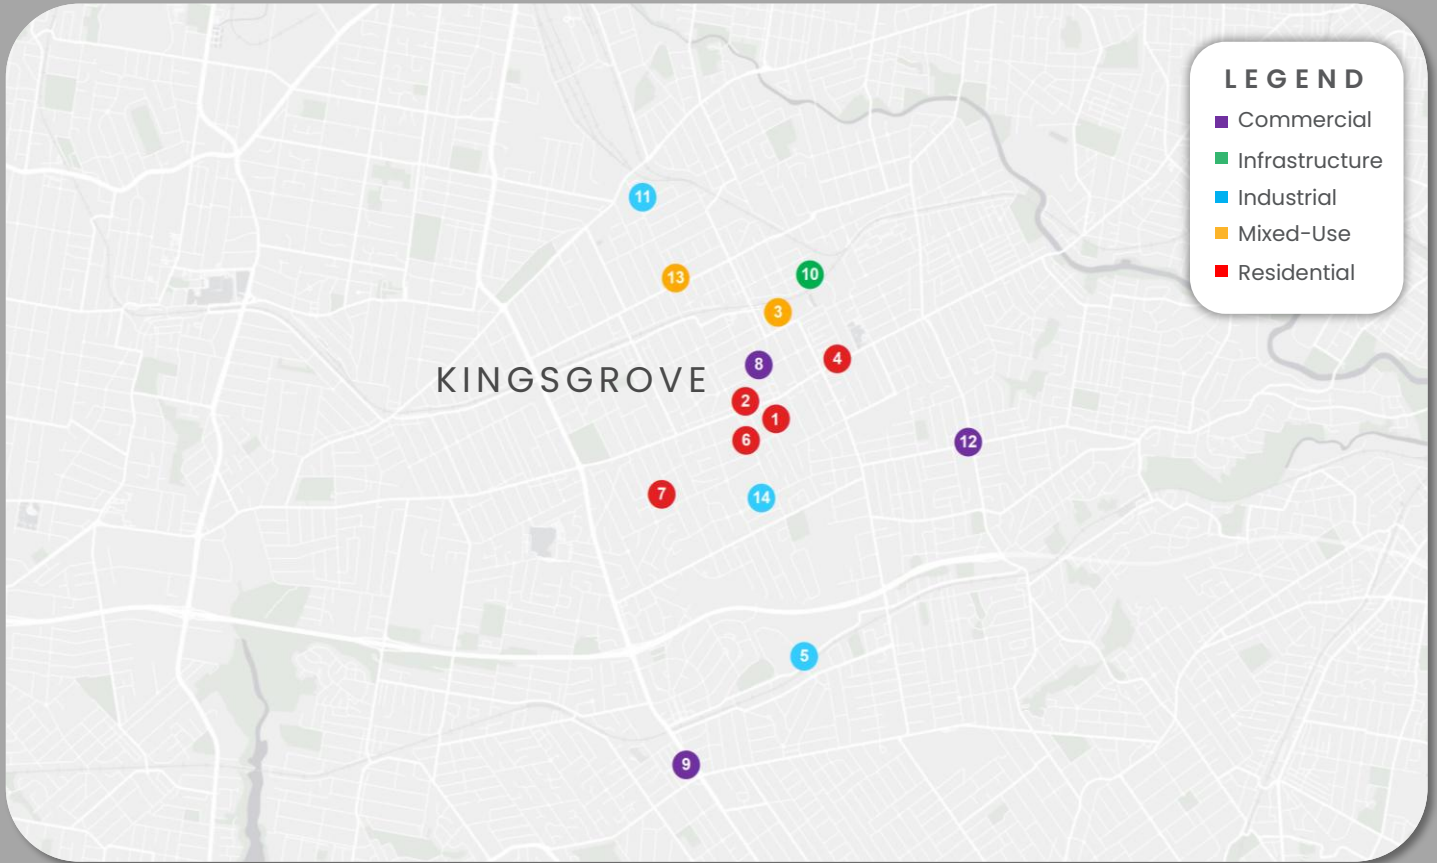 LEGEND
Commercial
Infrastructure
Industrial
Mixed-Use
Residential
11
13
10
3
8
4
KINGSGROVE
2
1
6
12
7
14
5
9